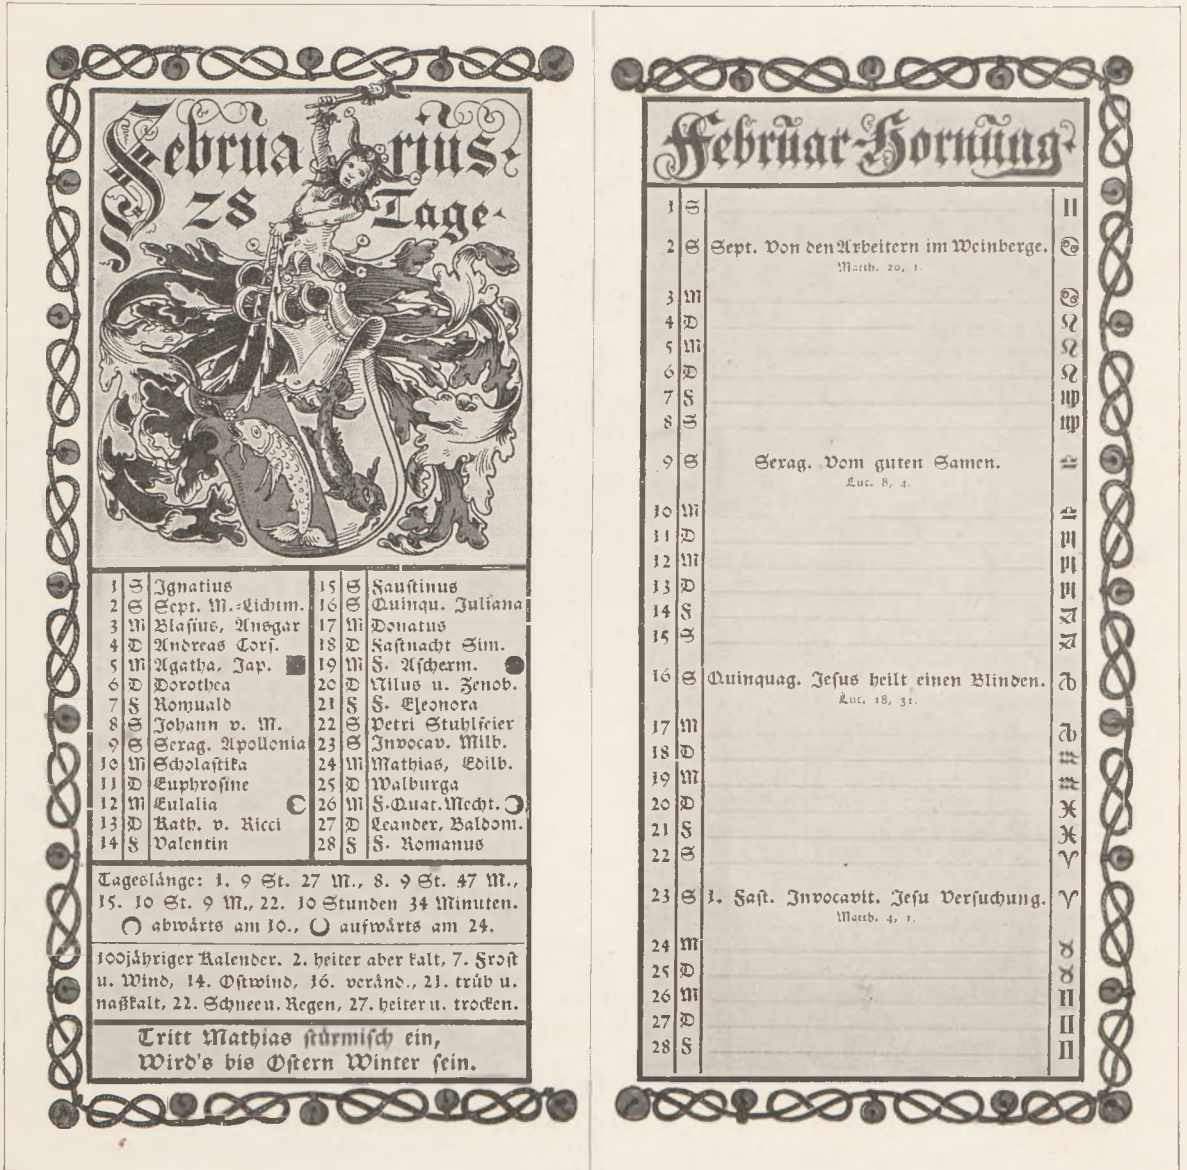 Februarius
28 Tage
1 S Ignatius
2 S Sept. M.-Lichtm.
3 M Blasius, Ansgar
4 D Andreas Cors.
5 M Agatha, Jap.
6 D Dorothea
7 F Romuald
8 S Johann v. M.
9 S Sexag. Apollonia
10 M Scholastika
11 D Euphrosine
12 M Eulalia
13 D Kath. v. Ricci
14 F Valentin
15 S Faustinus
16 S Quinqu. Juliana
17 M Donatus
18 D Fastnacht Sim.
19 M F. Ascherm.
20 D Nilus u. Zenob.
21 F F. Eleonora
22 S Petri Stuhlfeier
23 S Invocav. Milb.
24 M Mathias, Edilb.
25 D Walburga
26 M F.Quat.Mecht.
27 D Leander, Baldom.
28 F F. Romanus
Tageslänge: 1. 9 St. 27 M., 8. 9 St. 47 M.,
15. 10 St. 9 M., 22. 10 Stunden 34 Minuten.
abwärts am 10., aufwärts am 24.
100jähriger Kalender. 2. heiter aber kalt, 7. Frost
u. Wind, 14. Ostwind, 16. veränd., 21. trüb u.
naßkalt, 22. Schnee u. Regen, 27. heiter u. trocken.
Tritt Mathias stürmisch ein,
Wird's bis Ostern Winter sein.
Februar-Hornung
1 S ♊
2 S Sept. Von den Arbeitern im Weinberge. ♋
Matth. 20, 1.
3 M ♋
4 D ♌
5 M ♌
6 D ♌
7 F ♍
8 S ♍
9 S Sexag. Vom guten Samen. ♎
Luc. 8, 4.
10 M ♎
11 D ♏
12 M ♏
13 D ♏
14 F ♐
15 S ♐
16 S Quinquag. Jesus heilt einen Blinden. ♑
Luc. 18, 31.
17 M ♑
18 D ♒
19 M ♒
20 D ♓
21 F ♓
22 S ♈
23 S 1. Fast. Invocavit. Jesu Versuchung. ♈
Matth. 4, 1.
24 M ♉
25 D ♉
26 M ♊
27 D ♊
28 F ♊